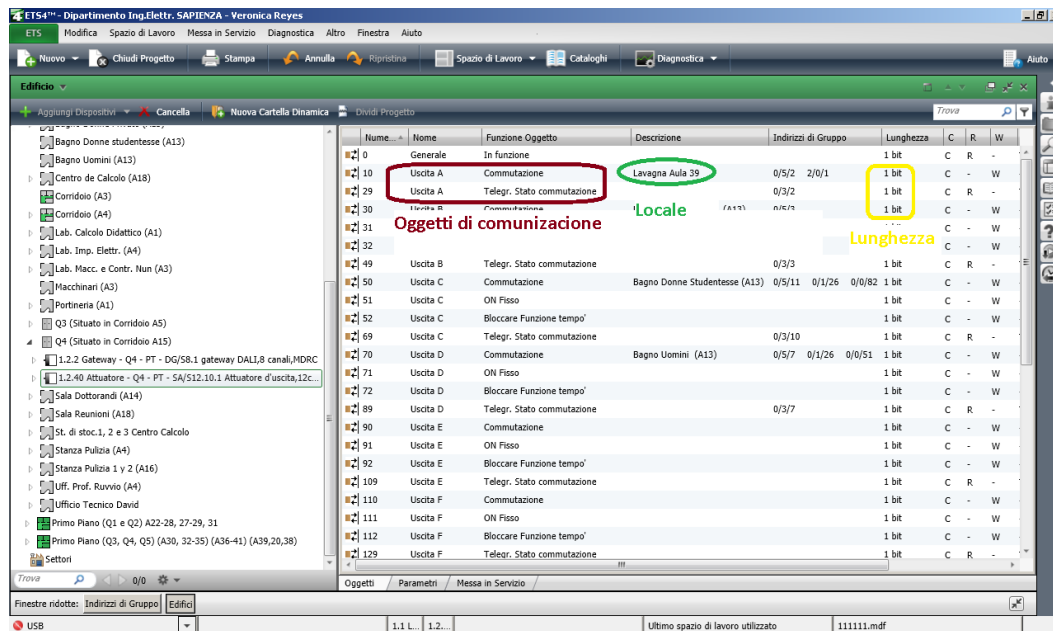 ETS4™ - Dipartimento Ing.Elettr. SAPIENZA - Veronica Reyes
ETS Modifica Spazio di Lavoro Messa in Servizio Diagnostica Altro Finestra Aiuto
Nuovo Chiudi Progetto Stampa Annulla Ripristina Spazio di Lavoro Cataloghi Diagnostica Aiuto
Edificio
Aggiungi Dispositivi Cancella Nuova Cartella Dinamica Dividi Progetto Trova
Bagno Donne studentesse (A13)
Bagno Uomini (A13)
Centro de Calcolo (A18)
Corridoio (A3)
Corridoio (A4)
Lab. Calcolo Didattico (A1)
Lab. Imp. Elettr. (A4)
Lab. Macc. e Contr. Nun (A3)
Macchinari (A3)
Portineria (A1)
Q3 (Situato in Corridoio A5)
Q4 (Situato in Corridoio A15)
1.2.2 Gateway - Q4 - PT - DG/S8.1 gateway DALI,8 canali,MDRC
1.2.40 Attuatore - Q4 - PT - SA/S12.10.1 Attuatore d'uscita,12c...
Sala Dottorandi (A14)
Sala Reunioni (A18)
St. di stoc.1, 2 e 3 Centro Calcolo
Stanza Pulizia (A4)
Stanza Pulizia 1 y 2 (A16)
Uff. Prof. Ruvvio (A4)
Ufficio Tecnico David
Primo Piano (Q1 e Q2) A22-28, 27-29, 31
Primo Piano (Q3, Q4, Q5) (A30, 32-35) (A36-41) (A39,20,38)
Settori
Trova 0/0
Nume... Nome Funzione Oggetto Descrizione Indirizzi di Gruppo Lunghezza C R W
0 Generale In funzione 1 bit C R -
10 Uscita A Commutazione Lavagna Aula 39 0/5/2 2/0/1 1 bit C - W
29 Uscita A Telegr. Stato commutazione 0/3/2 1 bit C R -
30 Uscita B Commutazione (A13) 0/5/3 1 bit C - W
Oggetti di comunizazione
'Locale
Lunghezza
31 C - W
32 C - W
49 Uscita B Telegr. Stato commutazione 0/3/3 1 bit C R -
50 Uscita C Commutazione Bagno Donne Studentesse (A13) 0/5/11 0/1/26 0/0/82 1 bit C - W
51 Uscita C ON Fisso 1 bit C - W
52 Uscita C Bloccare Funzione tempo' 1 bit C - W
69 Uscita C Telegr. Stato commutazione 0/3/10 1 bit C R -
70 Uscita D Commutazione Bagno Uomini (A13) 0/5/7 0/1/26 0/0/51 1 bit C - W
71 Uscita D ON Fisso 1 bit C - W
72 Uscita D Bloccare Funzione tempo' 1 bit C - W
89 Uscita D Telegr. Stato commutazione 0/3/7 1 bit C R -
90 Uscita E Commutazione 1 bit C - W
91 Uscita E ON Fisso 1 bit C - W
92 Uscita E Bloccare Funzione tempo' 1 bit C - W
109 Uscita E Telegr. Stato commutazione 1 bit C R -
110 Uscita F Commutazione 1 bit C - W
111 Uscita F ON Fisso 1 bit C - W
112 Uscita F Bloccare Funzione tempo' 1 bit C - W
129 Uscita F Telegr. Stato commutazione 1 bit C R -
Oggetti Parametri Messa in Servizio
Finestre ridotte: Indirizzi di Gruppo Edifici
USB 1.1 L... 1.2.... Ultimo spazio di lavoro utilizzato 111111.mdf